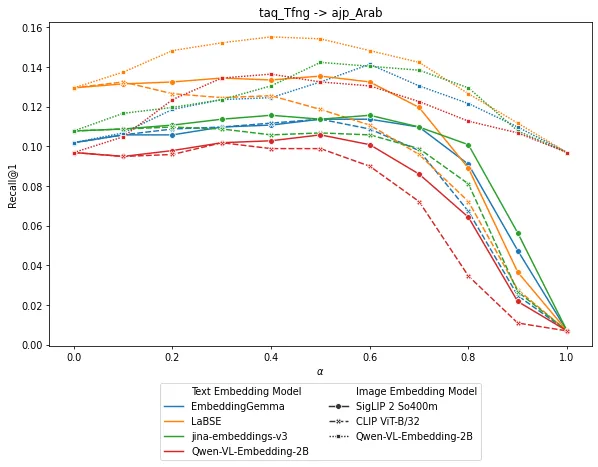 taq_Tfng -> ajp_Arab
0.16
0.14
0.12
0.10
0.08
0.06
0.04
0.02
0.00
Recall@1
0.0 0.2 0.4 0.6 0.8 1.0
α
Text Embedding Model Image Embedding Model
EmbeddingGemma SigLIP 2 So400m
LaBSE CLIP ViT-B/32
jina-embeddings-v3 Qwen-VL-Embedding-2B
Qwen-VL-Embedding-2B